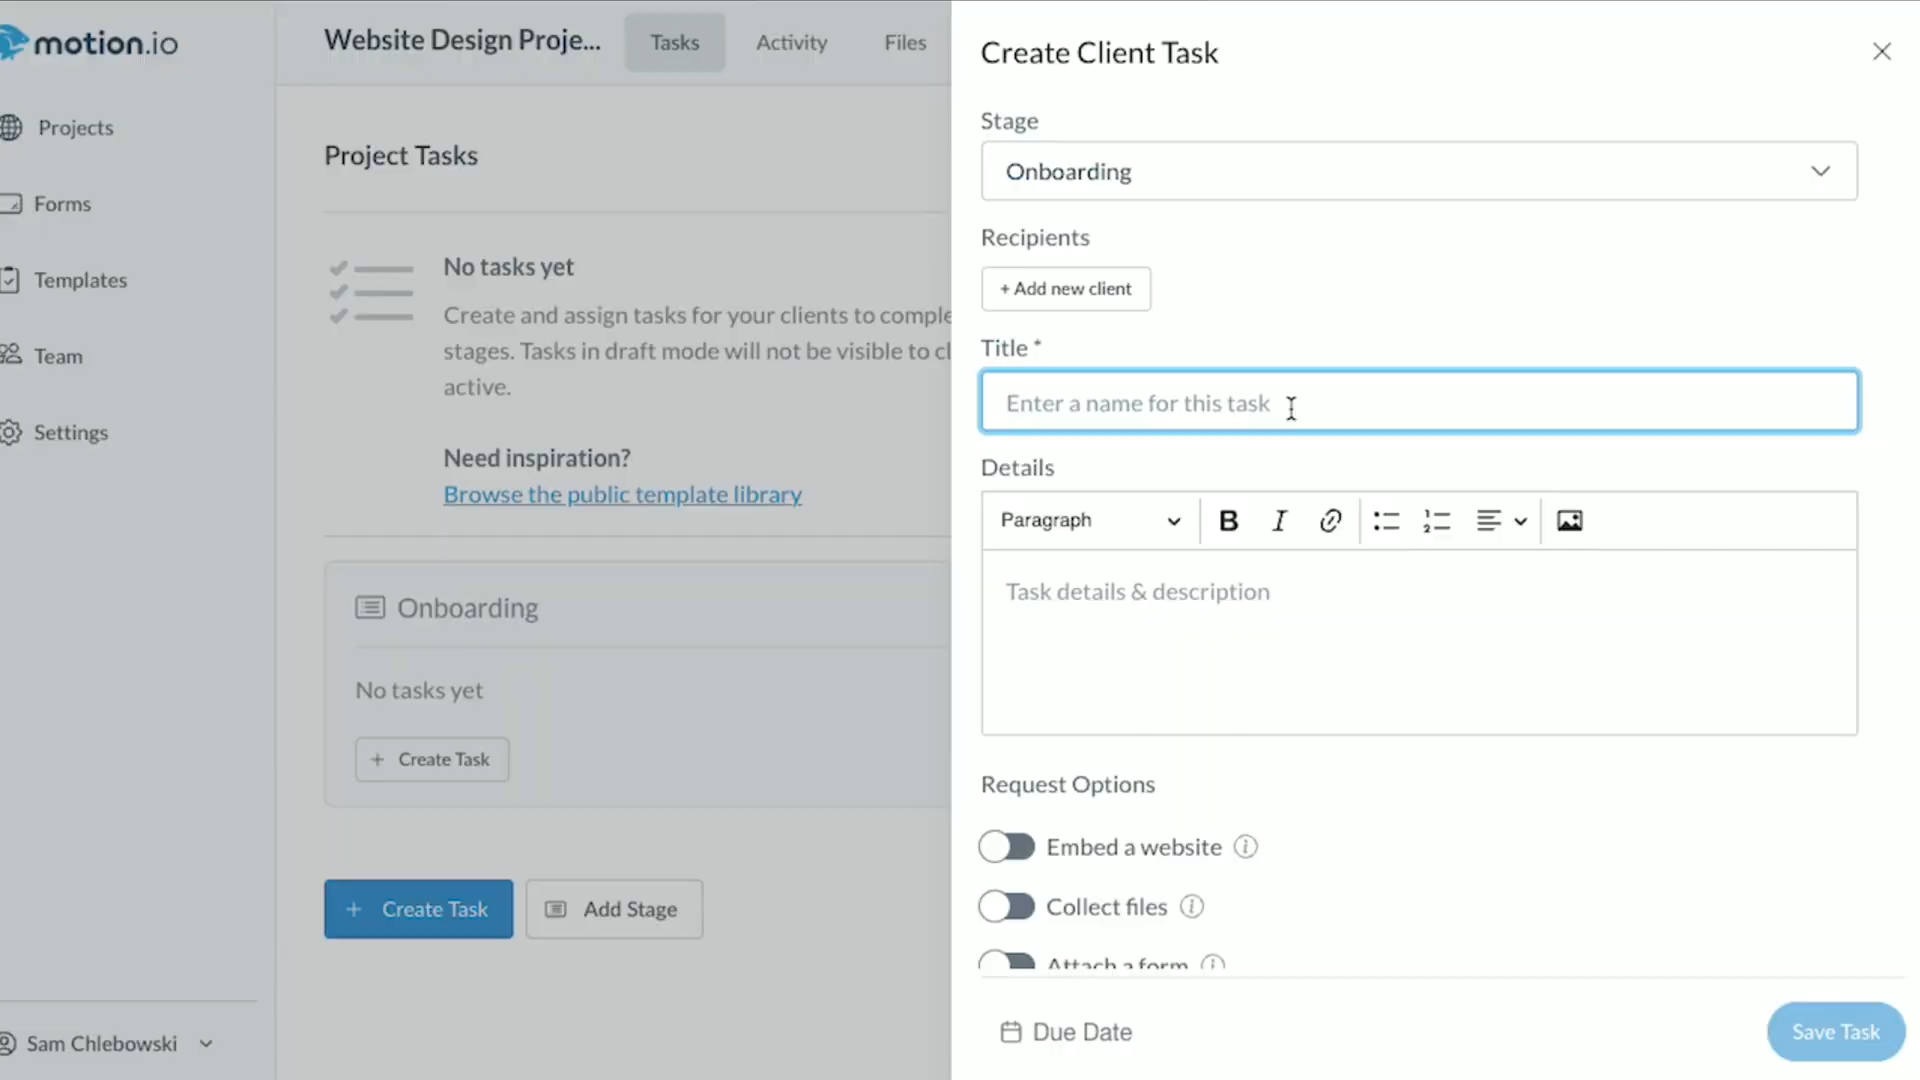 motion.io
Projects
Forms
Templates
Team
Settings
Sam Chlebowski
Website Design Proje...
Tasks
Activity
Files
Project Tasks
No tasks yet
Create and assign tasks for your clients to comple
stages. Tasks in draft mode will not be visible to cl
active.
Need inspiration?
Browse the public template library
Onboarding
No tasks yet
+ Create Task
+ Create Task
Add Stage
Create Client Task
Stage
Onboarding
Recipients
+ Add new client
Title *
Enter a name for this task
Details
Paragraph
B I
Task details & description
Request Options
Embed a website
Collect files
Attach a form
Due Date
Save Task